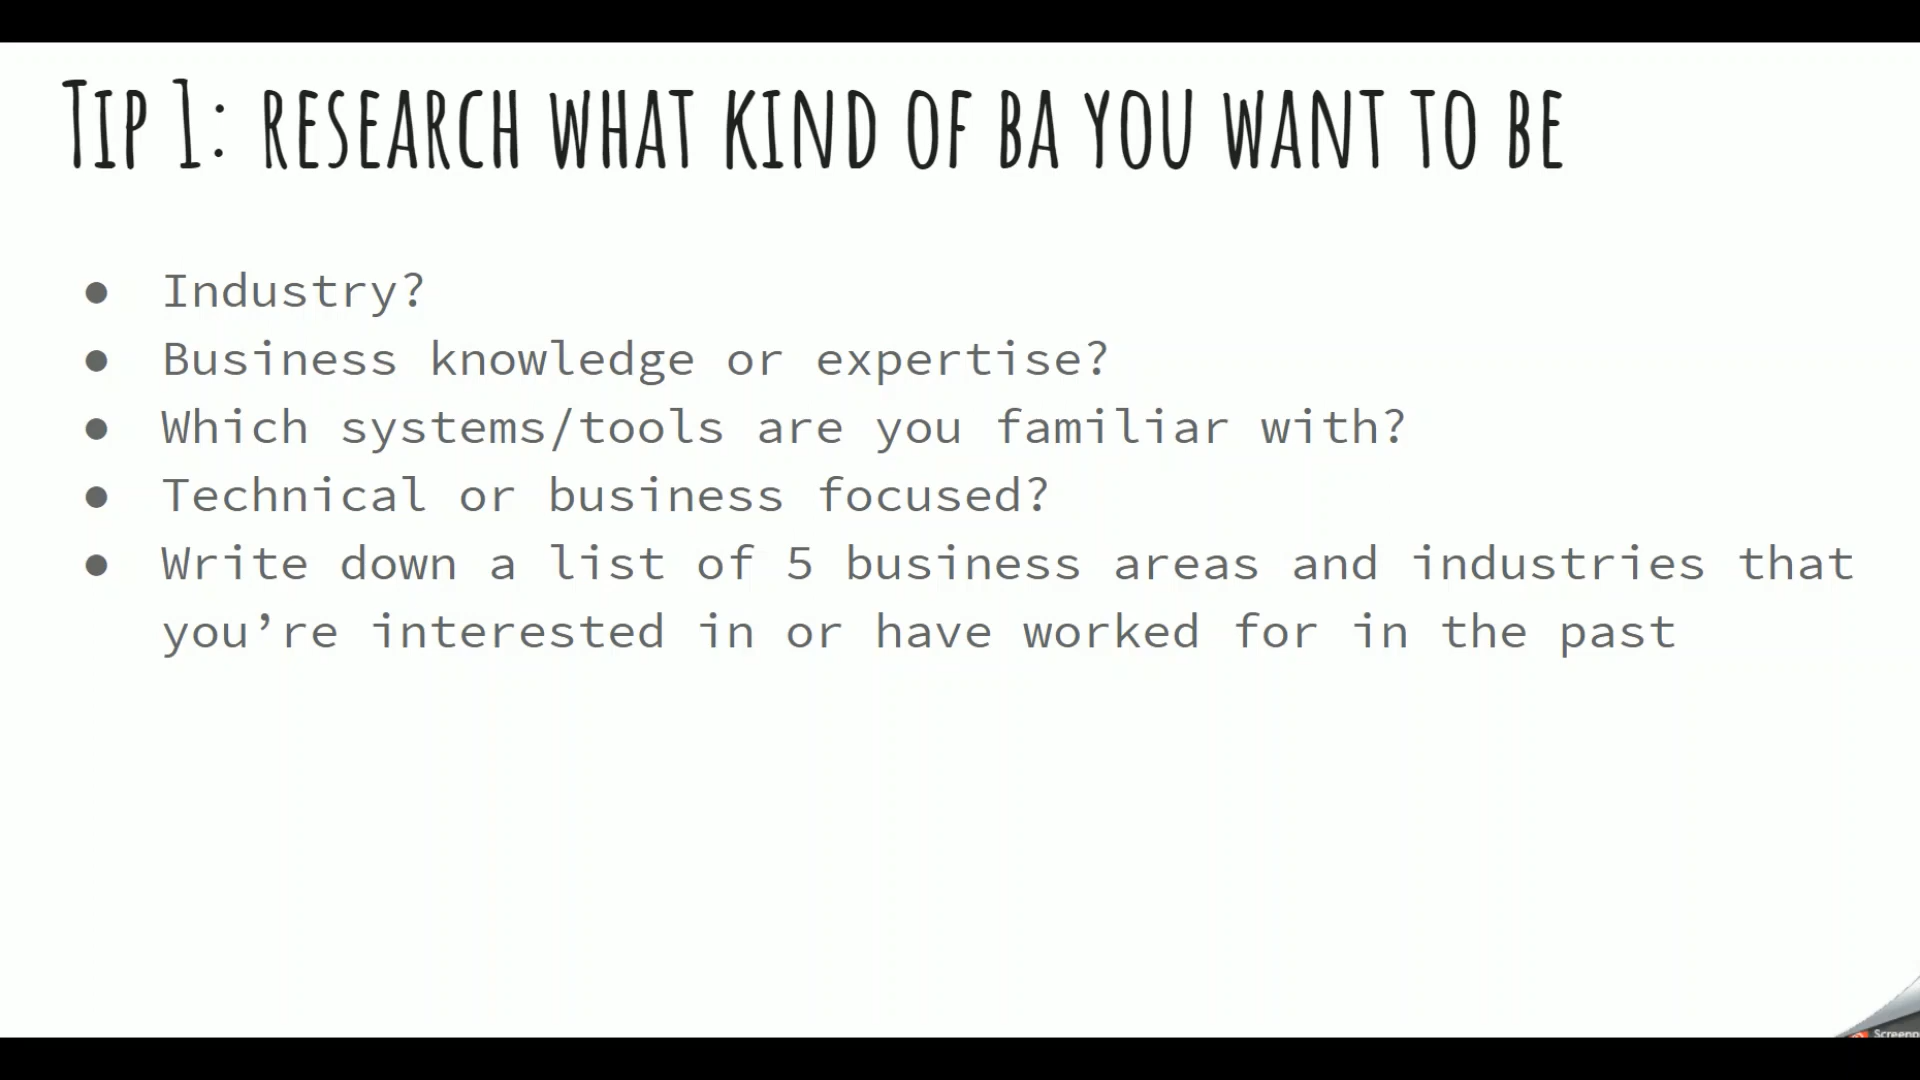 Tip 1: research what kind of BA you want to be
● Industry?
● Business knowledge or expertise?
● Which systems/tools are you familiar with?
● Technical or business focused?
● Write down a list of 5 business areas and industries that
you’re interested in or have worked for in the past